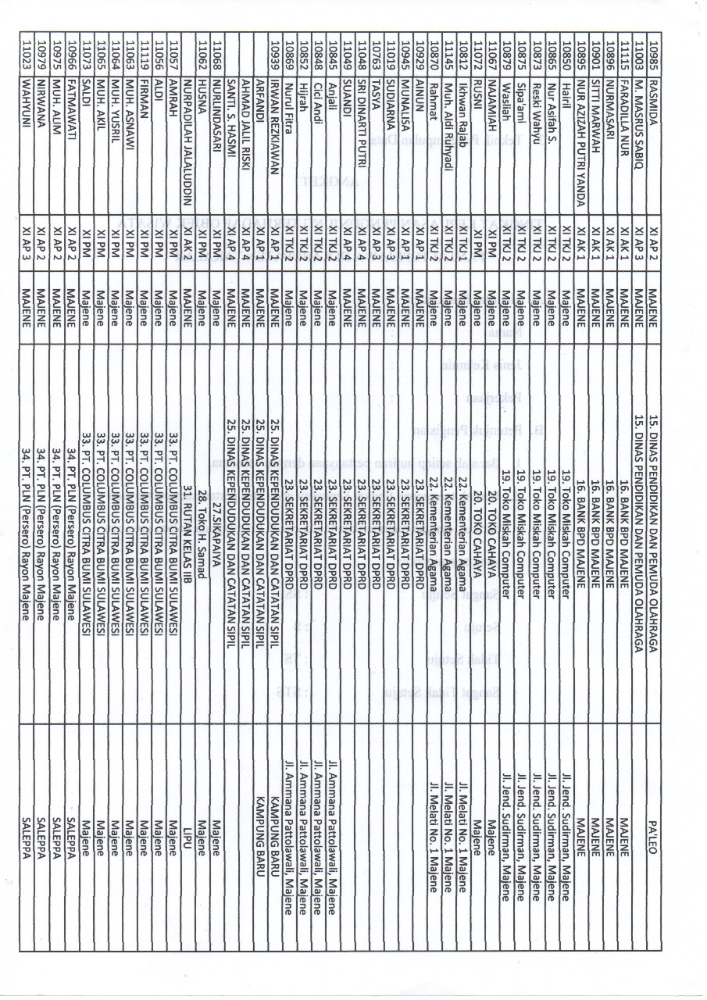 10985 RASMIDA XI AP 2 MAJENE 15. DINAS PENDIDIKAN DAN PEMUDA OLAHRAGA PA'LEO
11003 M. MASRUS SABIQ XI AP 3 MAJENE 15. DINAS PENDIDIKAN DAN PEMUDA OLAHRAGA
11115 FARADILLA NUR XI AK 1 MAJENE 16. BANK BPD MAJENE MAJENE
10896 NURMASARI XI AK 1 MAJENE 16. BANK BPD MAJENE MAJENE
10901 SITTI MARWAH XI AK 1 MAJENE 16. BANK BPD MAJENE MAJENE
10895 NUR AZIZAH PUTRI YANDA XI AK 1 MAJENE 16. BANK BPD MAJENE MAJENE
10850 Hairil XI TKJ 2 Majene 19. Toko Miskah Computer Jl. Jend. Sudirman, Majene
10865 Nur Asifah S. XI TKJ 2 Majene 19. Toko Miskah Computer Jl. Jend. Sudirman, Majene
10873 Reski Wahyu XI TKJ 2 Majene 19. Toko Miskah Computer Jl. Jend. Sudirman, Majene
10875 Sipa'ami XI TKJ 2 Majene 19. Toko Miskah Computer Jl. Jend. Sudirman, Majene
10879 Wasilah XI TKJ 2 Majene 19. Toko Miskah Computer Jl. Jend. Sudirman, Majene
11067 NAJAMIAH XI PM Majene 20. TOKO CAHAYA Majene
11072 RUSNI XI PM Majene 20. TOKO CAHAYA Majene
10812 Ikhwan Rajab XI TKJ 1 Majene 22. Kementerian Agama Jl. Melati No. 1 Majene
11145 Muh. Aldi Ruhyadi XI TKJ 2 Majene 22. Kementerian Agama Jl. Melati No. 1 Majene
10870 Rahmat XI TKJ 2 Majene 22. Kementerian Agama Jl. Melati No. 1 Majene
10929 AINUN XI AP 1 MAJENE 23. SEKRETARIAT DPRD
10945 MUNALISA XI AP 1 MAJENE 23. SEKRETARIAT DPRD
11019 SUDIARNA XI AP 3 MAJENE 23. SEKRETARIAT DPRD
10763 TASYA XI AP 3 MAJENE 23. SEKRETARIAT DPRD
11048 SRI DINARTI PUTRI XI AP 4 MAJENE 23. SEKRETARIAT DPRD
11049 SUANDI XI AP 4 MAJENE 23. SEKRETARIAT DPRD
10845 Anjali XI TKJ 2 Majene 23. SEKRETARIAT DPRD Jl. Ammana Pattolawali, Majene
10848 Cici Andi XI TKJ 2 Majene 23. SEKRETARIAT DPRD Jl. Ammana Pattolawali, Majene
10852 Hijrah XI TKJ 2 Majene 23. SEKRETARIAT DPRD Jl. Ammana Pattolawali, Majene
10869 Nurul Fitra XI TKJ 2 Majene 23. SEKRETARIAT DPRD Jl. Ammana Pattolawali, Majene
10939 IRWAN REZKIAWAN XI AP 1 MAJENE 25. DINAS KEPENDUDUKAN DAN CATATAN SIPIL KAMPUNG BARU
ARFANDI XI AP 1 MAJENE 25. DINAS KEPENDUDUKAN DAN CATATAN SIPIL KAMPUNG BARU
AHMAD JALIL RISKI XI AP 4 MAJENE 25. DINAS KEPENDUDUKAN DAN CATATAN SIPIL
SANTI. S. HASMI XI AP 4 MAJENE 25. DINAS KEPENDUDUKAN DAN CATATAN SIPIL
11068 NURLINDASARI XI PM Majene 27.SIKAPAIYA Majene
11062 HUSNA XI PM Majene 28. Toko H. Samad Majene
NURPADILAH JALALUDDIN XI AK 2 MAJENE 31. RUTAN KELAS IIB LIPU
11057 AMRAH XI PM Majene 33. PT. COLUMBUS CITRA BUMI SULAWESI Majene
11056 ALDI XI PM Majene 33. PT. COLUMBUS CITRA BUMI SULAWESI Majene
11119 FIRMAN XI PM Majene 33. PT. COLUMBUS CITRA BUMI SULAWESI Majene
11063 MUH. ASNAWI XI PM Majene 33. PT. COLUMBUS CITRA BUMI SULAWESI Majene
11064 MUH. YUSRIL XI PM Majene 33. PT. COLUMBUS CITRA BUMI SULAWESI Majene
11065 MUH. AKIL XI PM Majene 33. PT. COLUMBUS CITRA BUMI SULAWESI Majene
11073 SALDI XI PM Majene 33. PT. COLUMBUS CITRA BUMI SULAWESI Majene
10966 FATMAWATI XI AP 2 MAJENE 34. PT. PLN (Persero) Rayon Majene SALEPPA
10975 MUH. ALIM XI AP 2 MAJENE 34. PT. PLN (Persero) Rayon Majene SALEPPA
10979 NIRWANA XI AP 2 MAJENE 34. PT. PLN (Persero) Rayon Majene SALEPPA
11023 WAHYUNI XI AP 3 MAJENE 34. PT. PLN (Persero) Rayon Majene SALEPPA